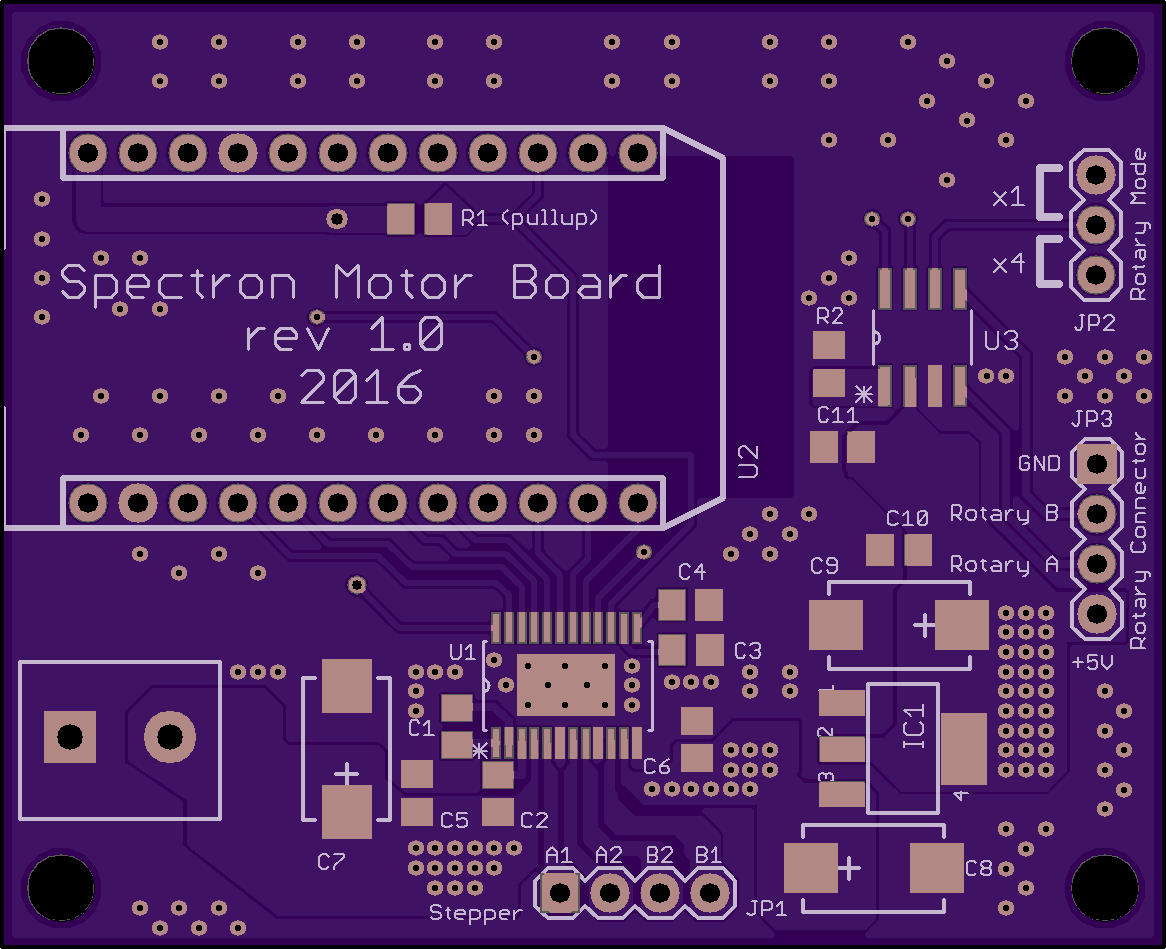 x1
Rotary Mode
R1 (pullup)
x4
Spectron Motor Board
rev 1.0
2016
R2
JP2
U3
*
C11
JP3
U2
GND
C10
Rotary B
Rotary Connector
Rotary A
C9
C4
+
U1
C3
+5V
1
C1
IC1
2
*
C6
+
3
4
C5
C2
C7
A1 A2 B2 B1
+
C8
Stepper
JP1